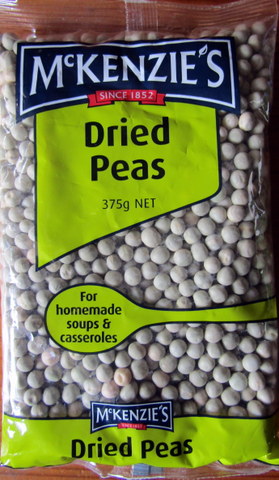 McKENZIE'S
SINCE 1852
Dried
Peas
375g NET
For
homemade
soups &
casseroles
McKENZIE'S
Dried Peas